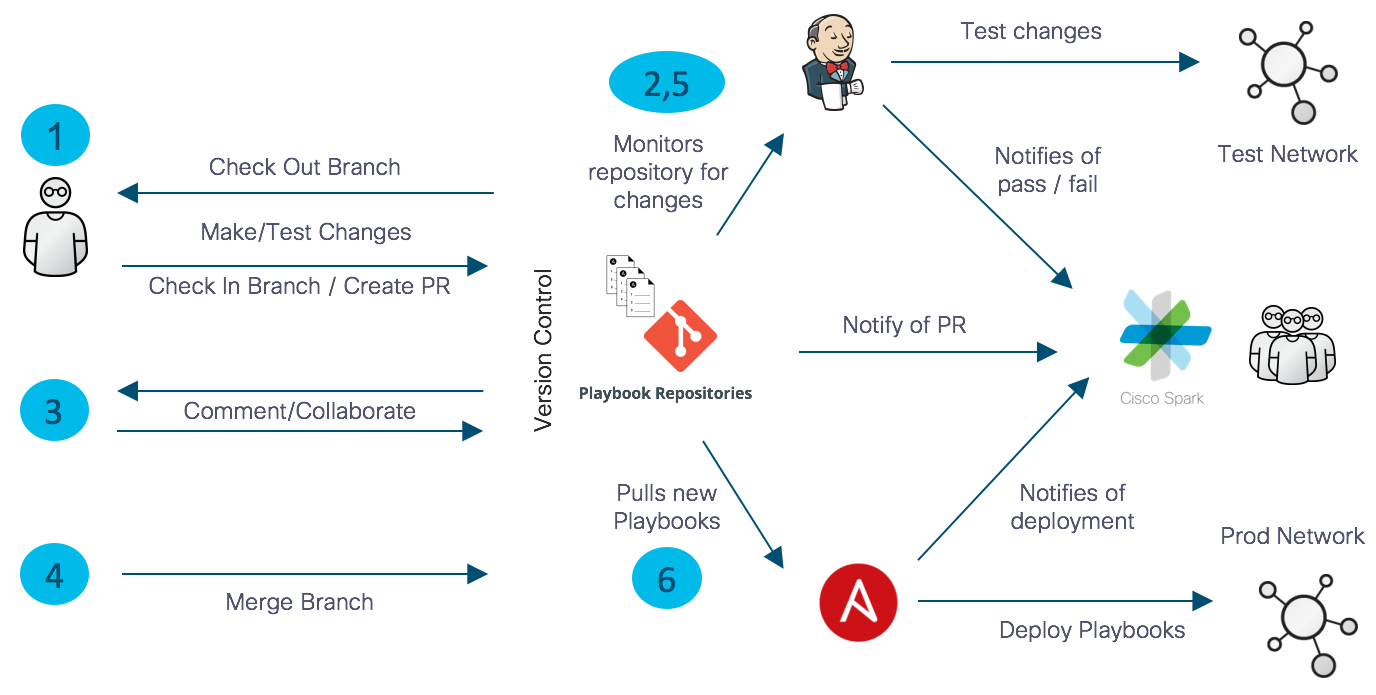 1
Check Out Branch
Make/Test Changes
Check In Branch / Create PR
3
Comment/Collaborate
4
Merge Branch
Version Control
2,5
Monitors
repository for
changes
Playbook Repositories
Pulls new
Playbooks
6
Test changes
Test Network
Notifies of
pass / fail
Notify of PR
Cisco Spark
Notifies of
deployment
Prod Network
Deploy Playbooks